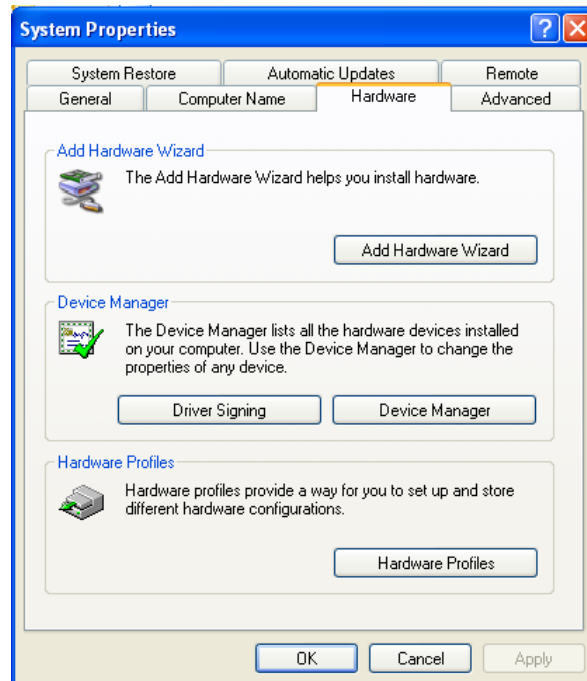 System Properties
System Restore Automatic Updates Remote
General Computer Name Hardware Advanced
Add Hardware Wizard
The Add Hardware Wizard helps you install hardware.
Add Hardware Wizard
Device Manager
The Device Manager lists all the hardware devices installed
on your computer. Use the Device Manager to change the
properties of any device.
Driver Signing Device Manager
Hardware Profiles
Hardware profiles provide a way for you to set up and store
different hardware configurations.
Hardware Profiles
OK Cancel Apply